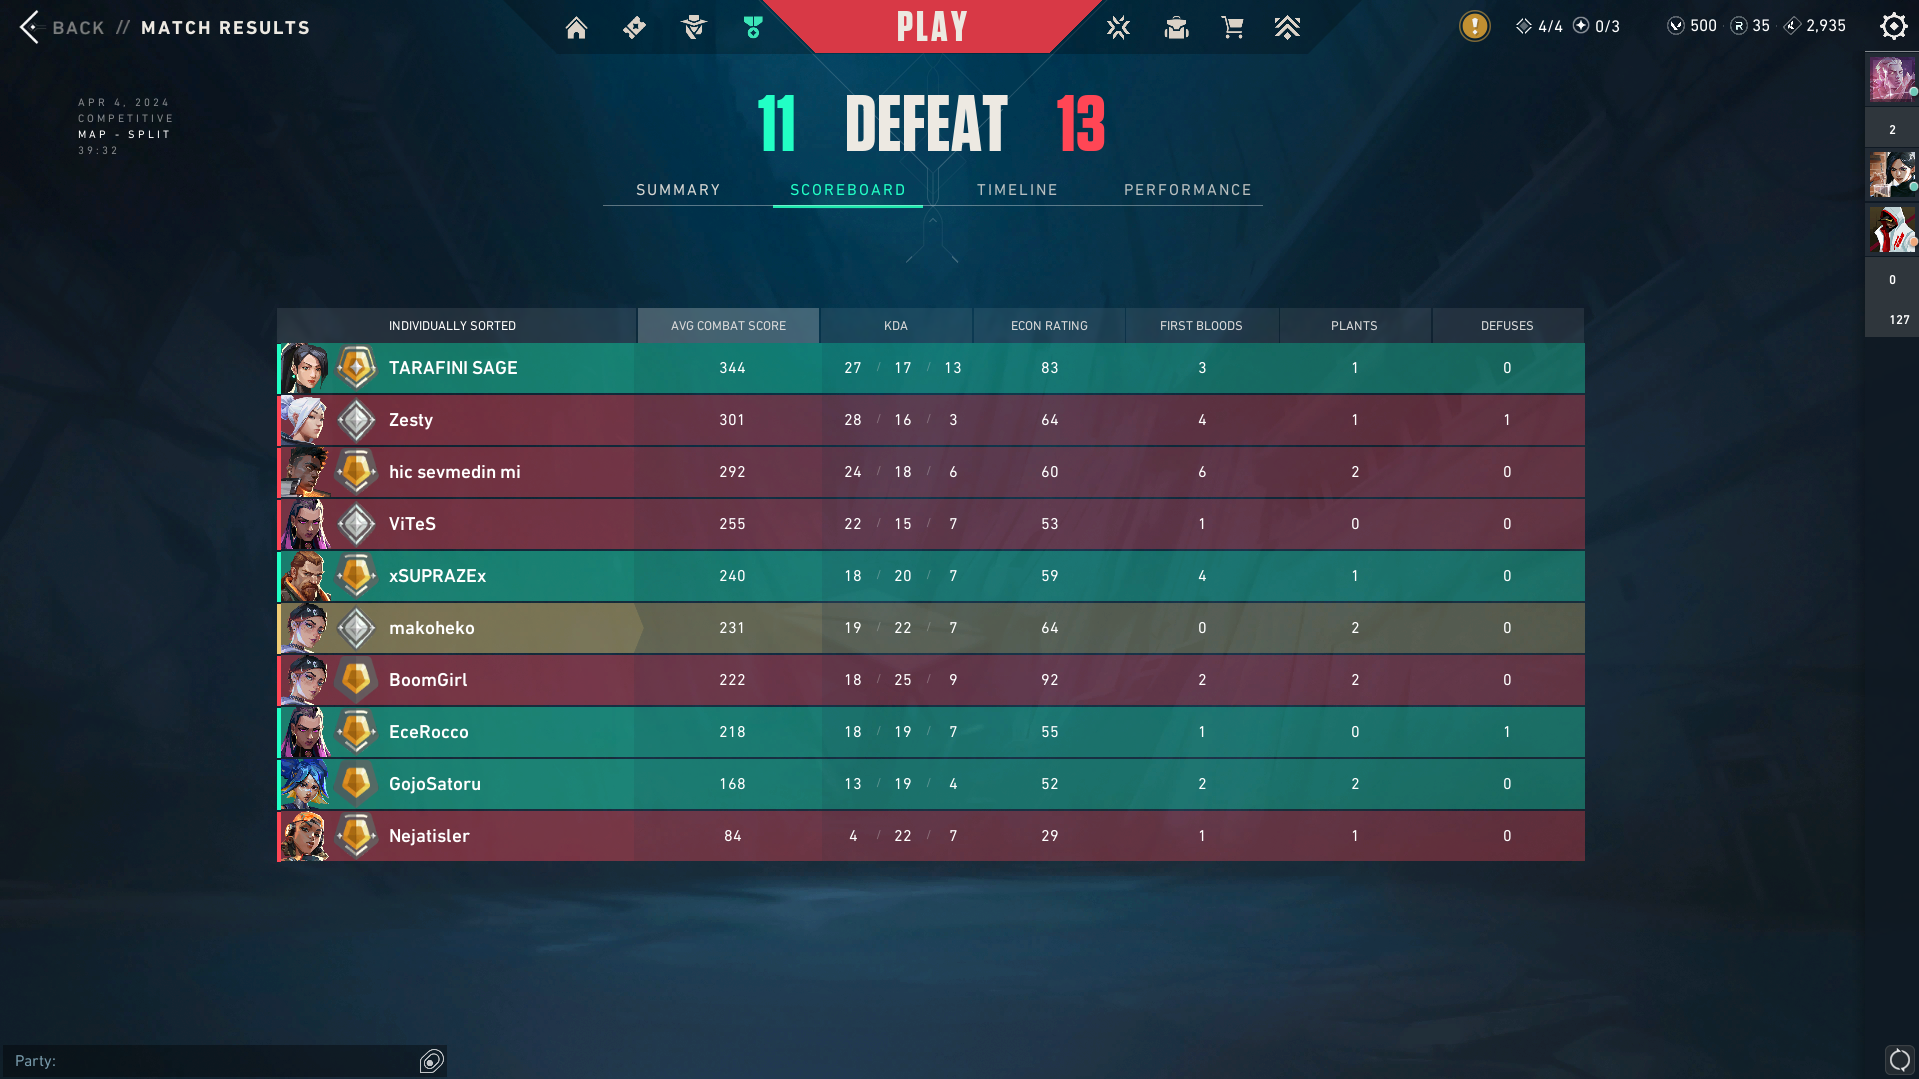 BACK // MATCH RESULTS
PLAY
4/4 0/3 500 35 2,935
APR 4, 2024
COMPETITIVE
MAP - SPLIT
39:32
11 DEFEAT 13
SUMMARY SCOREBOARD TIMELINE PERFORMANCE
2
0
127
INDIVIDUALLY SORTED AVG COMBAT SCORE KDA ECON RATING FIRST BLOODS PLANTS DEFUSES
TARAFINI SAGE 344 27 / 17 / 13 83 3 1 0
Zesty 301 28 / 16 / 3 64 4 1 1
hic sevmedin mi 292 24 / 18 / 6 60 6 2 0
ViTeS 255 22 / 15 / 7 53 1 0 0
xSUPRAZEx 240 18 / 20 / 7 59 4 1 0
makoheko 231 19 / 22 / 7 64 0 2 0
BoomGirl 222 18 / 25 / 9 92 2 2 0
EceRocco 218 18 / 19 / 7 55 1 0 1
GojoSatoru 168 13 / 19 / 4 52 2 2 0
Nejatisler 84 4 / 22 / 7 29 1 1 0
Party: